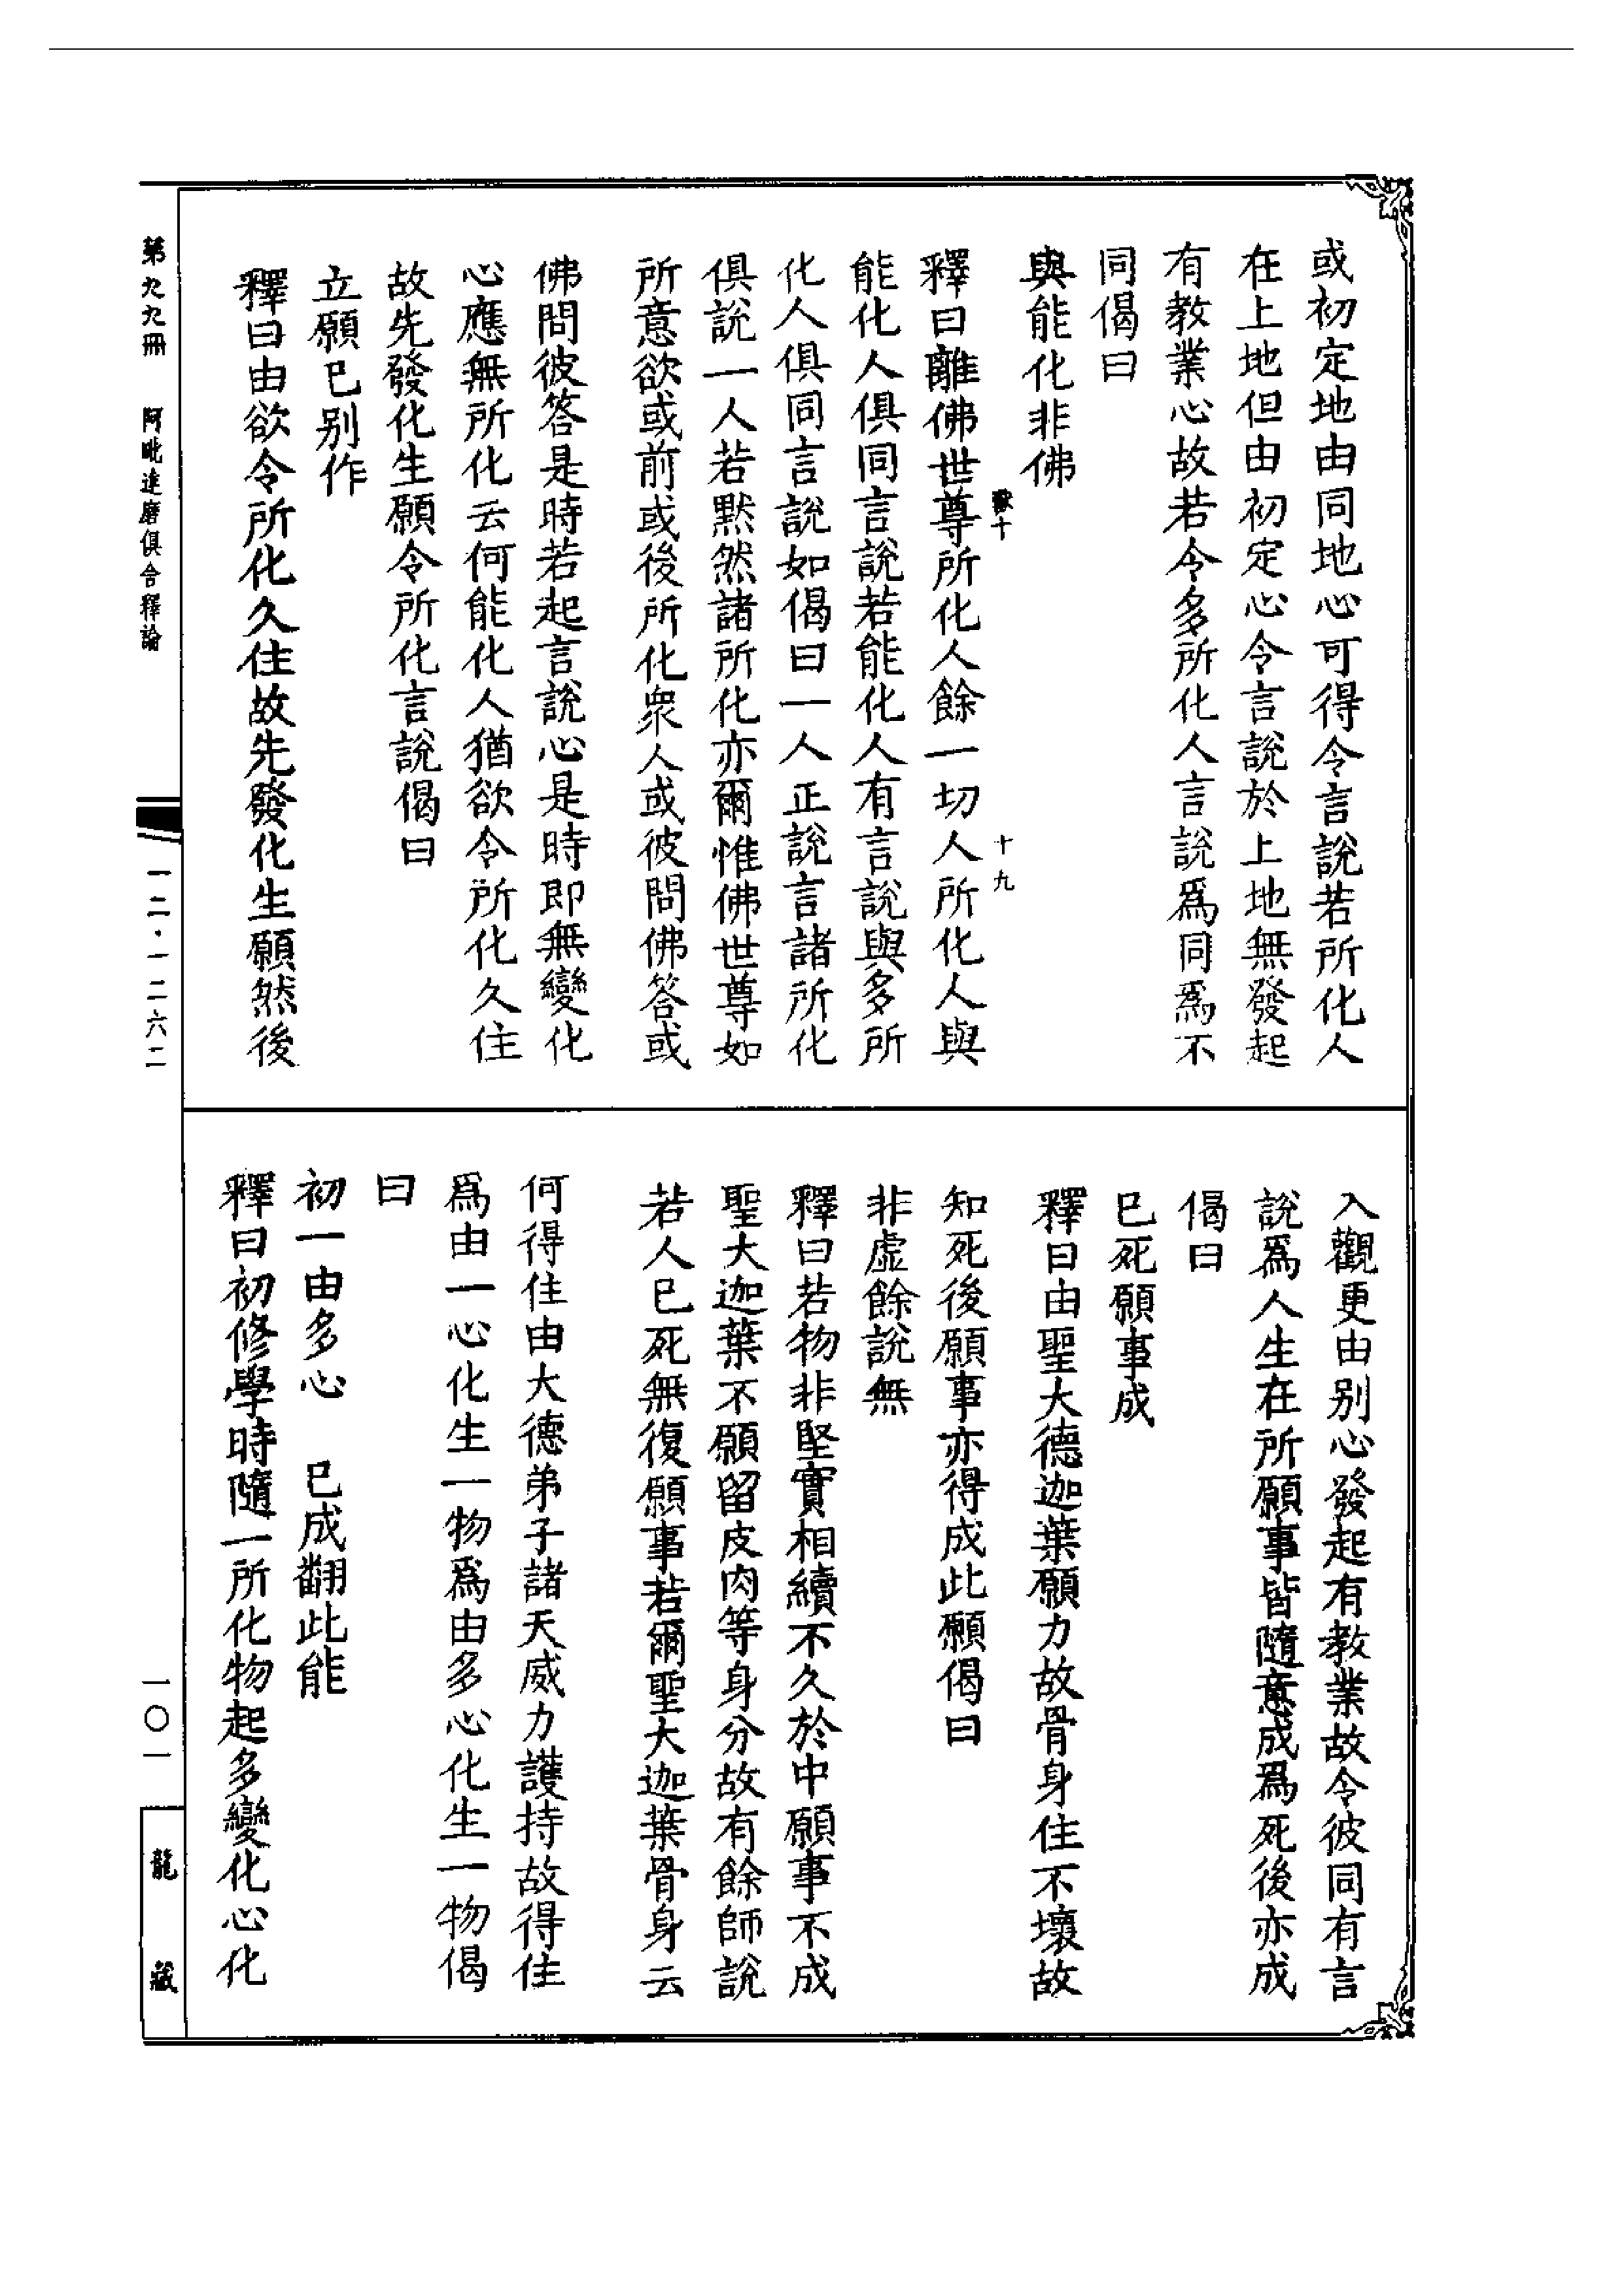 或初定地由同地心可得令言說若所化人
在上地但由初定心令言說於上地無發起
有教業心故若令多所化人言說爲同爲不
同偈曰
與能化非佛
釋曰離佛世尊所化人餘一切人所化人與
能化人俱同言說若能化人有言說與多所
化人俱同言說如偈曰一人正說言諸所化
俱說一人若默然諸所化亦爾惟佛世尊如
所意欲或前或後所化眾人或彼問佛答或
佛問彼答是時若起言說心是時即無變化
心應無所化云何能化人猶欲令所化久住
故先發化生願令所化言說偈曰
立願已別作
釋曰由欲令所化久住故先發化生願然後
十九
入觀更由別心發起有教業故令彼同有言
說爲人生在所願事皆隨意成爲死後亦成
偈曰
已死願事成
釋曰由聖大德迦葉願力故骨身住不壞故
知死後願事亦得成此願偈曰
非虛餘說無
釋曰若物非堅實相續不久於中願事不成
聖大迦葉不願留皮肉等身分故有餘師說
若人已死無復願事若爾聖大迦葉骨身云
何得住由大德弟子諸天威力護持故得住
爲由一心化生一物爲由多心化生一物偈
曰
初一由多心 已成翻此能
釋曰初修學時隨一所化物起多變化心化
第九九冊 阿毗達磨俱舍釋論
一二·一二六二
一〇一
龍藏